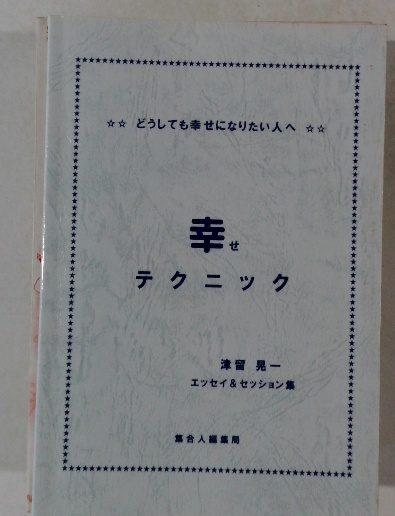 ☆☆ どうしても幸せになりたい人へ ☆☆
幸せ
テクニック
津留 晃一
エッセイ＆セッション集
集合人編集局